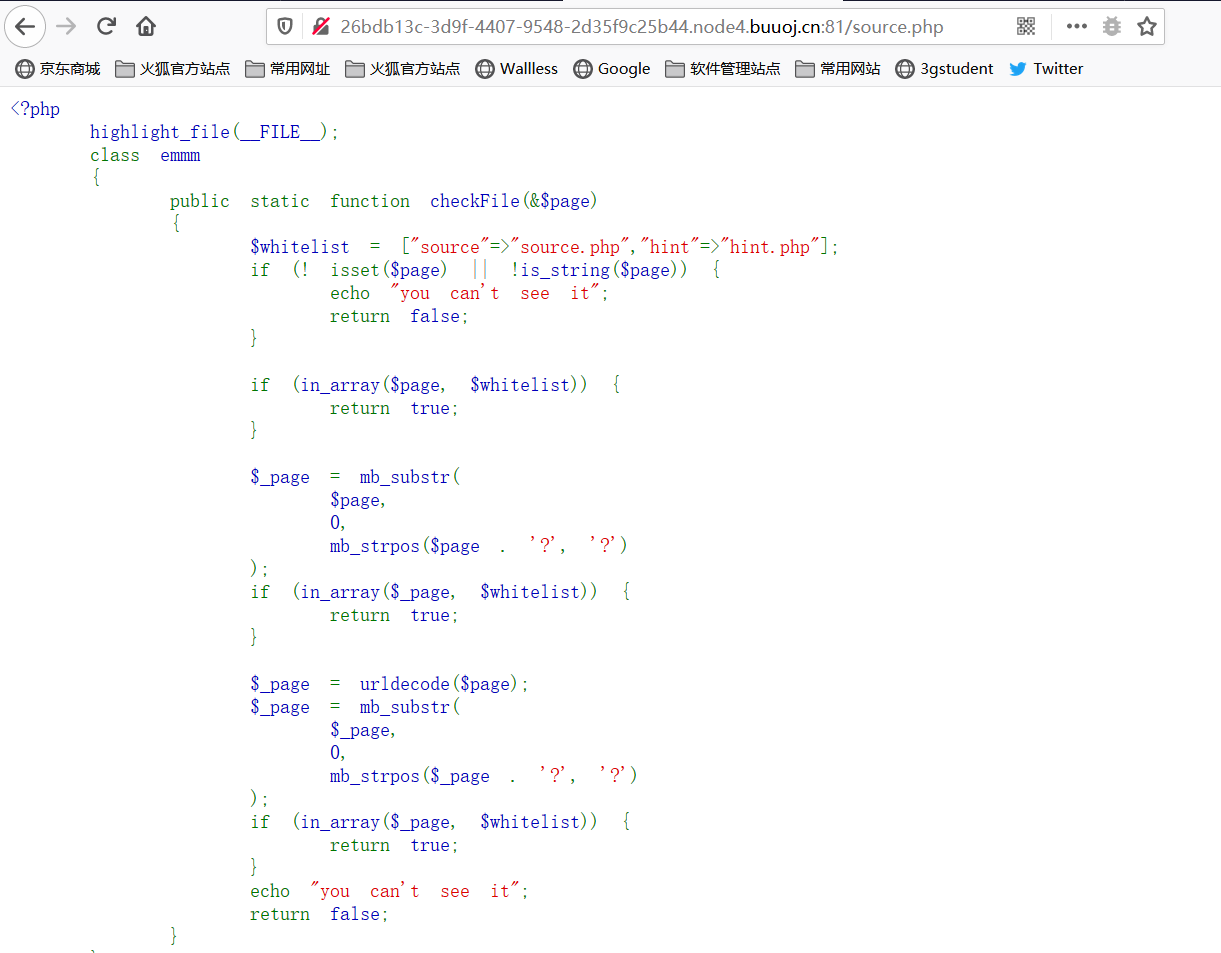 26bdb13c-3d9f-4407-9548-2d35f9c25b44.node4.buuoj.cn:81/source.php
京东商城 火狐官方站点 常用网址 火狐官方站点 Wallless Google 软件管理站点 常用网站 3gstudent Twitter
<?php
highlight_file(__FILE__);
class emmm
{
public static function checkFile(&$page)
{
$whitelist = ["source"=>"source.php","hint"=>"hint.php"];
if (! isset($page) || !is_string($page)) {
echo "you can't see it";
return false;
}
if (in_array($page, $whitelist)) {
return true;
}
$_page = mb_substr(
$page,
0,
mb_strpos($page . '?', '?')
);
if (in_array($_page, $whitelist)) {
return true;
}
$_page = urldecode($page);
$_page = mb_substr(
$_page,
0,
mb_strpos($_page . '?', '?')
);
if (in_array($_page, $whitelist)) {
return true;
}
echo "you can't see it";
return false;
}